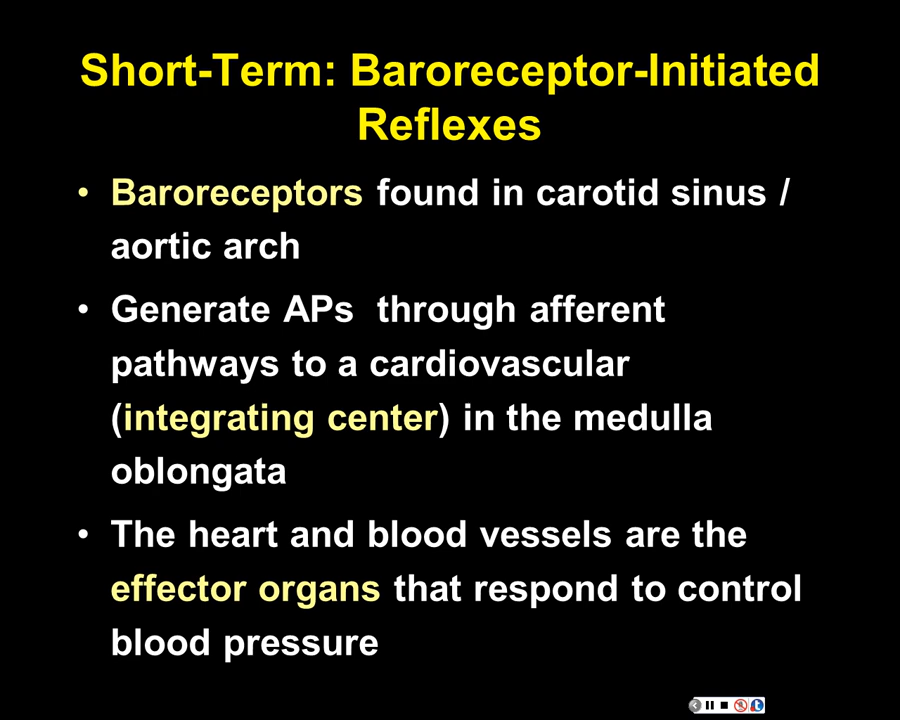 Short-Term: Baroreceptor-Initiated
Reflexes
• Baroreceptors found in carotid sinus /
aortic arch
• Generate APs  through afferent
pathways to a cardiovascular
(integrating center) in the medulla
oblongata
• The heart and blood vessels are the
effector organs that respond to control
blood pressure